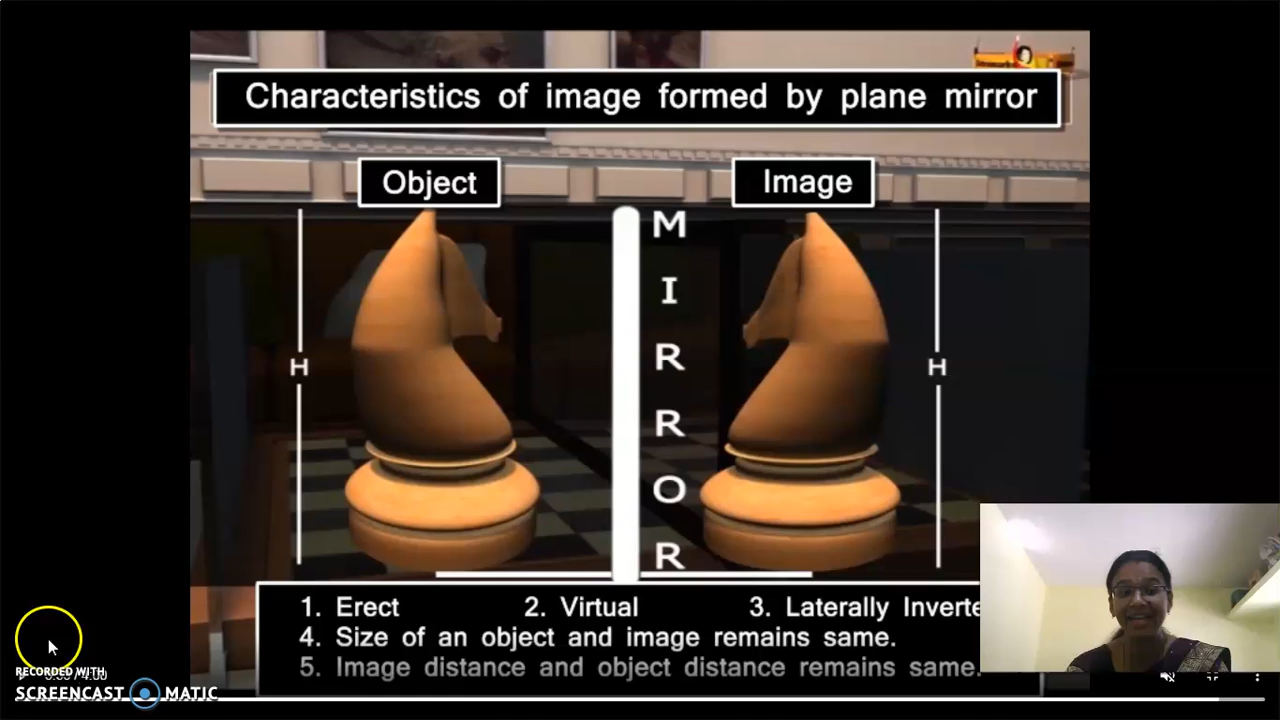 Characteristics of image formed by plane mirror
Object
Image
M
I
R
R
O
R
H
H
1. Erect 2. Virtual 3. Laterally Inverte
4. Size of an object and image remains same.
5. Image distance and object distance remains same.
RECORDED WITH
SCREENCAST MATIC